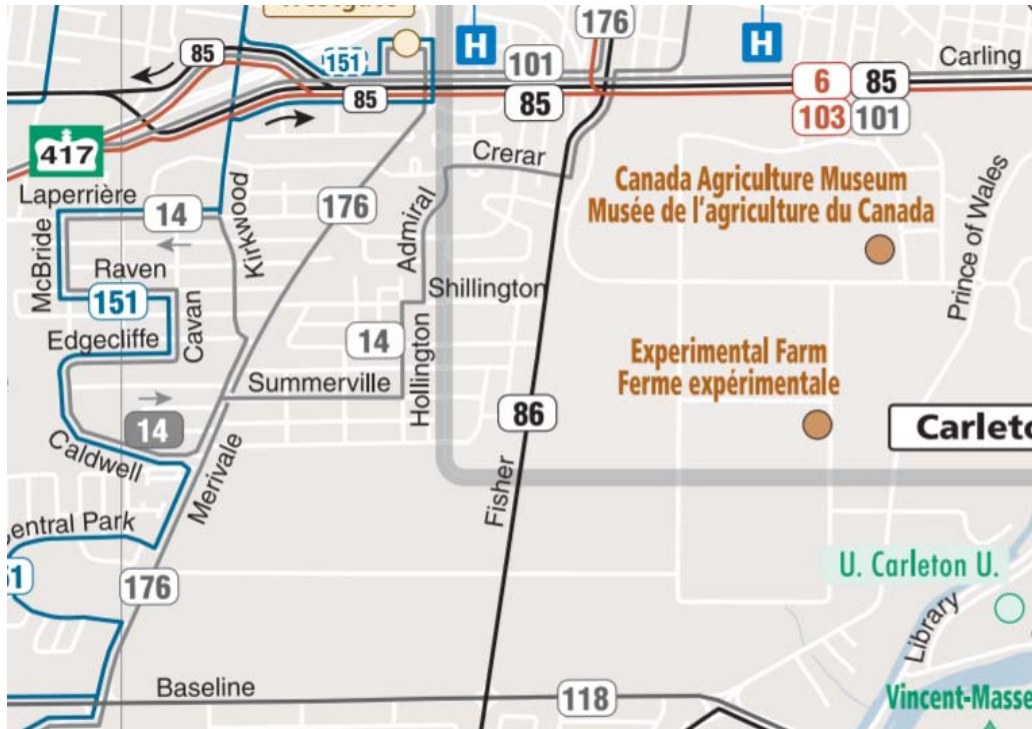 H
176
H
85
151
101
Carling
85
85
6
85
103
101
417
Crerar
Canada Agriculture Museum
Musée de l'agriculture du Canada
Laperrière
14
176
Kirkwood
Admiral
McBride
Prince of Wales
Raven
151
Cavan
Shillington
Edgecliffe
14
Hollington
Experimental Farm
Ferme expérimentale
Summerville
86
14
Caldwell
Merivale
Fisher
entral Park
51
176
U. Carleton U.
Library
Baseline
118
Vincent-Masse